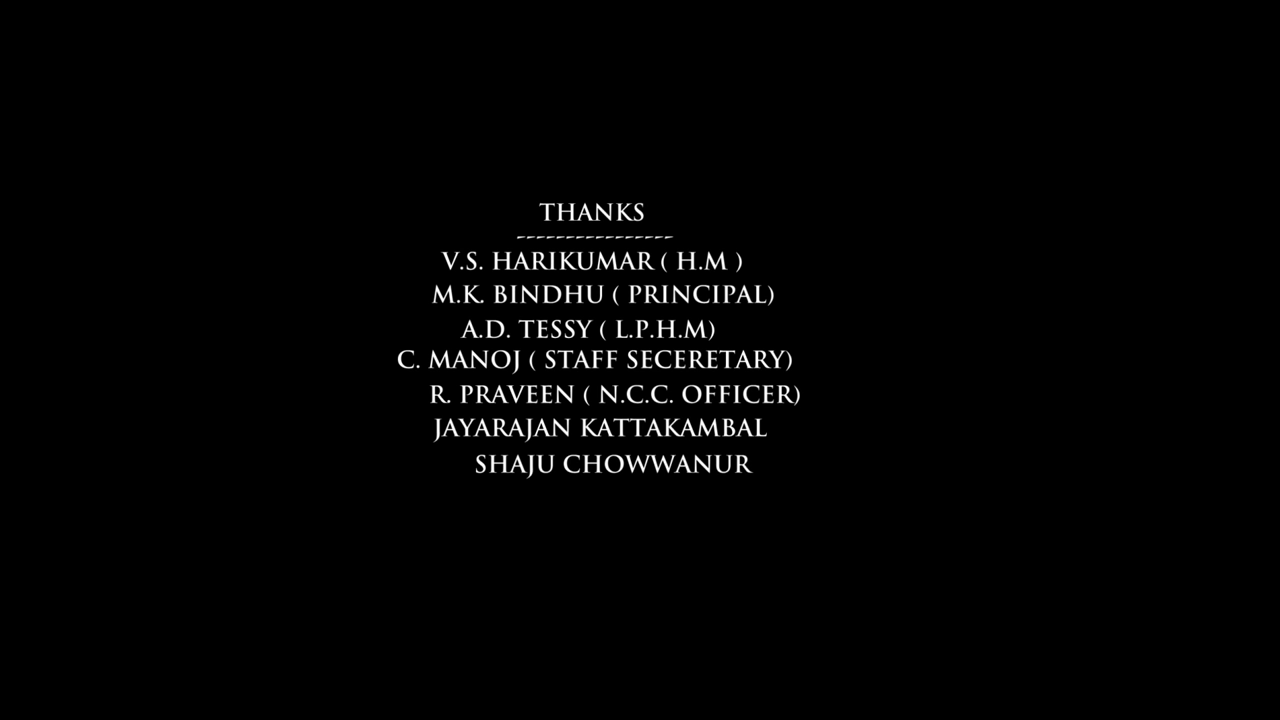 THANKS
----------------
V.S. HARIKUMAR ( H.M )
M.K. BINDHU ( PRINCIPAL)
A.D. TESSY ( L.P.H.M)
C. MANOJ ( STAFF SECERETARY)
R. PRAVEEN ( N.C.C. OFFICER)
JAYARAJAN KATTAKAMBAL
SHAJU CHOWWANUR